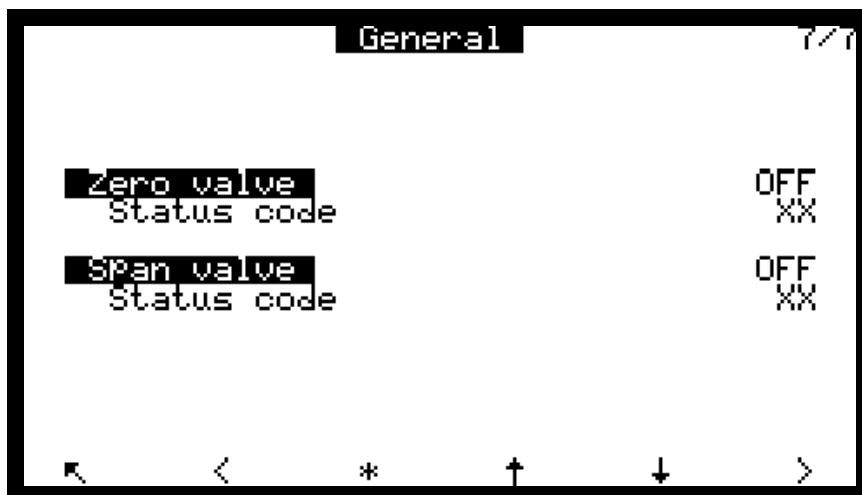 General 7/7
Zero valve OFF
Status code XX
Span valve OFF
Status code XX
↖ < * ↑ ↓ >